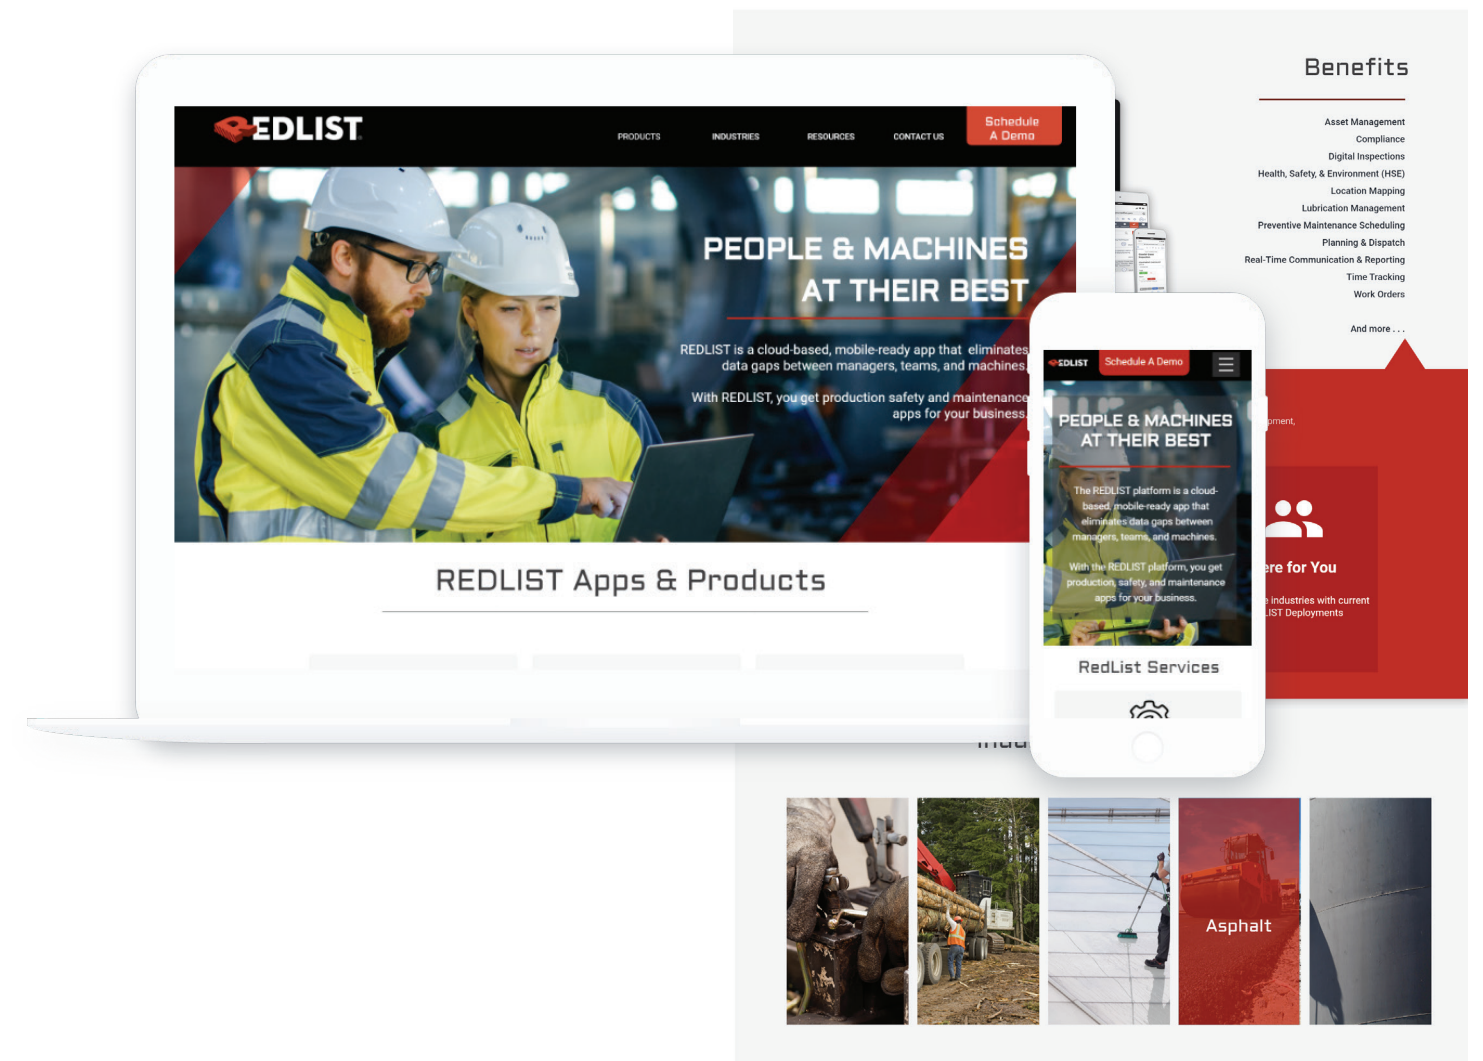 EDLIST
PRODUCTS
INDUSTRIES
RESOURCES
CONTACT US
Schedule
A Demo
PEOPLE & MACHINES
AT THEIR BEST
REDLIST is a cloud-based, mobile-ready app that eliminates
data gaps between managers, teams, and machines.
With REDLIST, you get production safety and maintenance
apps for your business.
REDLIST Apps & Products
Benefits
Asset Management
Compliance
Digital Inspections
Health, Safety, & Environment (HSE)
Location Mapping
Lubrication Management
Preventive Maintenance Scheduling
Planning & Dispatch
Real-Time Communication & Reporting
Time Tracking
Work Orders
And more . . .
EDLIST
Schedule A Demo
PEOPLE & MACHINES
AT THEIR BEST
The REDLIST platform is a cloud-
based, mobile-ready app that
eliminates data gaps between
managers, teams, and machines.
With the REDLIST platform, you get
production, safety, and maintenance
apps for your business.
RedList Services
pment,
ere for You
e industries with current
LIST Deployments
Asphalt